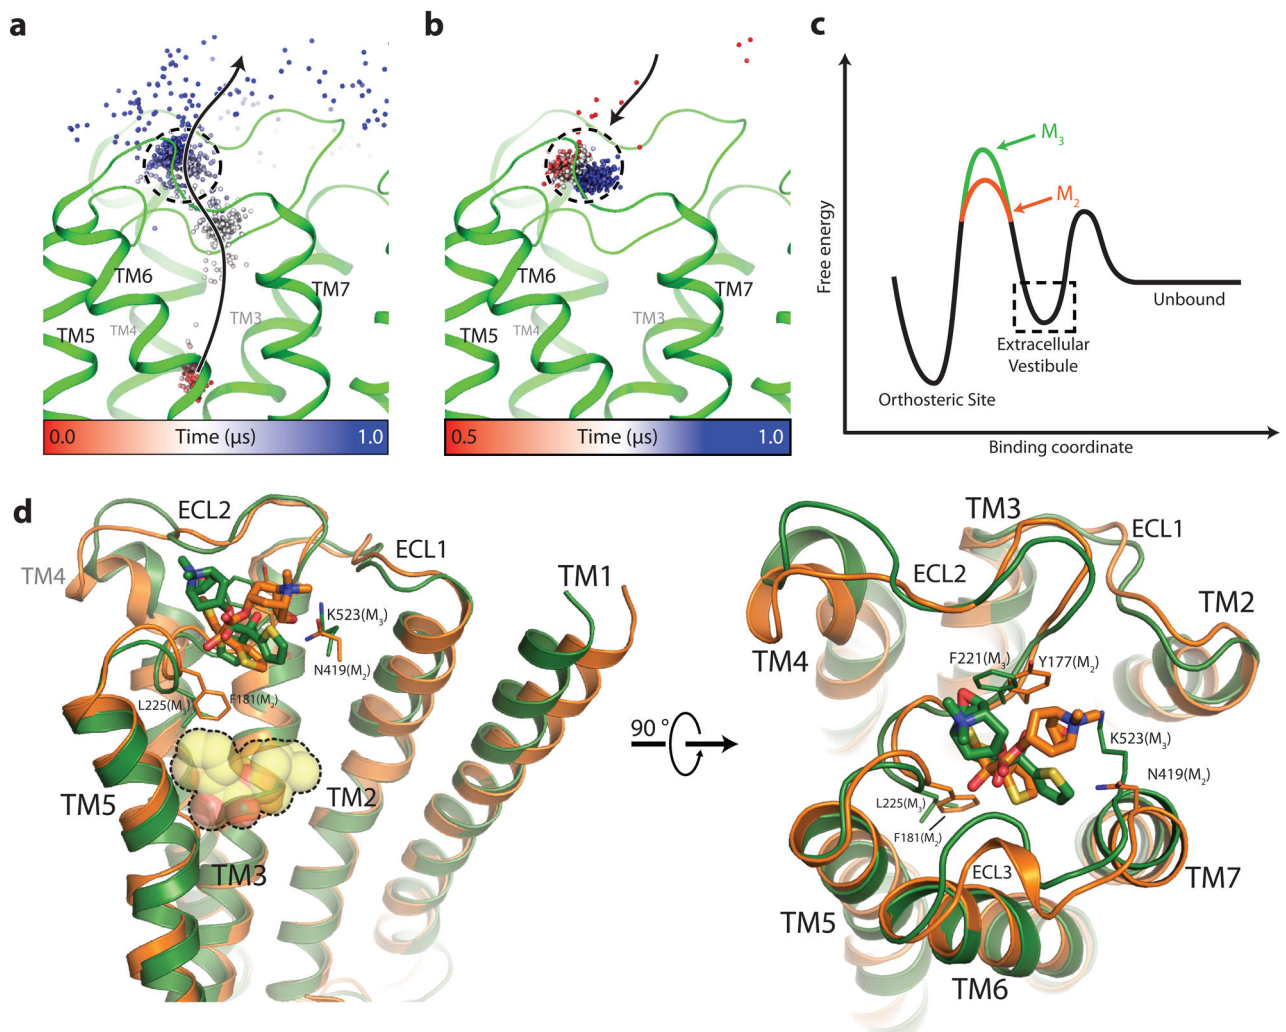 a
TM6
TM7
TM5
TM4
TM3
0.0 Time (μs) 1.0
b
TM6
TM7
TM5
TM4
TM3
0.5 Time (μs) 1.0
c
Free energy
M3
M2
Unbound
Extracellular
Vestibule
Orthosteric Site
Binding coordinate
d
ECL2
ECL1
TM4
TM1
K523(M3)
N419(M2)
L225(M3)
F181(M2)
TM5
TM2
TM3
90 °
TM3
ECL1
ECL2
TM2
TM4
F221(M3)
Y177(M2)
K523(M3)
N419(M2)
L225(M3)
F181(M2)
ECL3
TM7
TM5
TM6